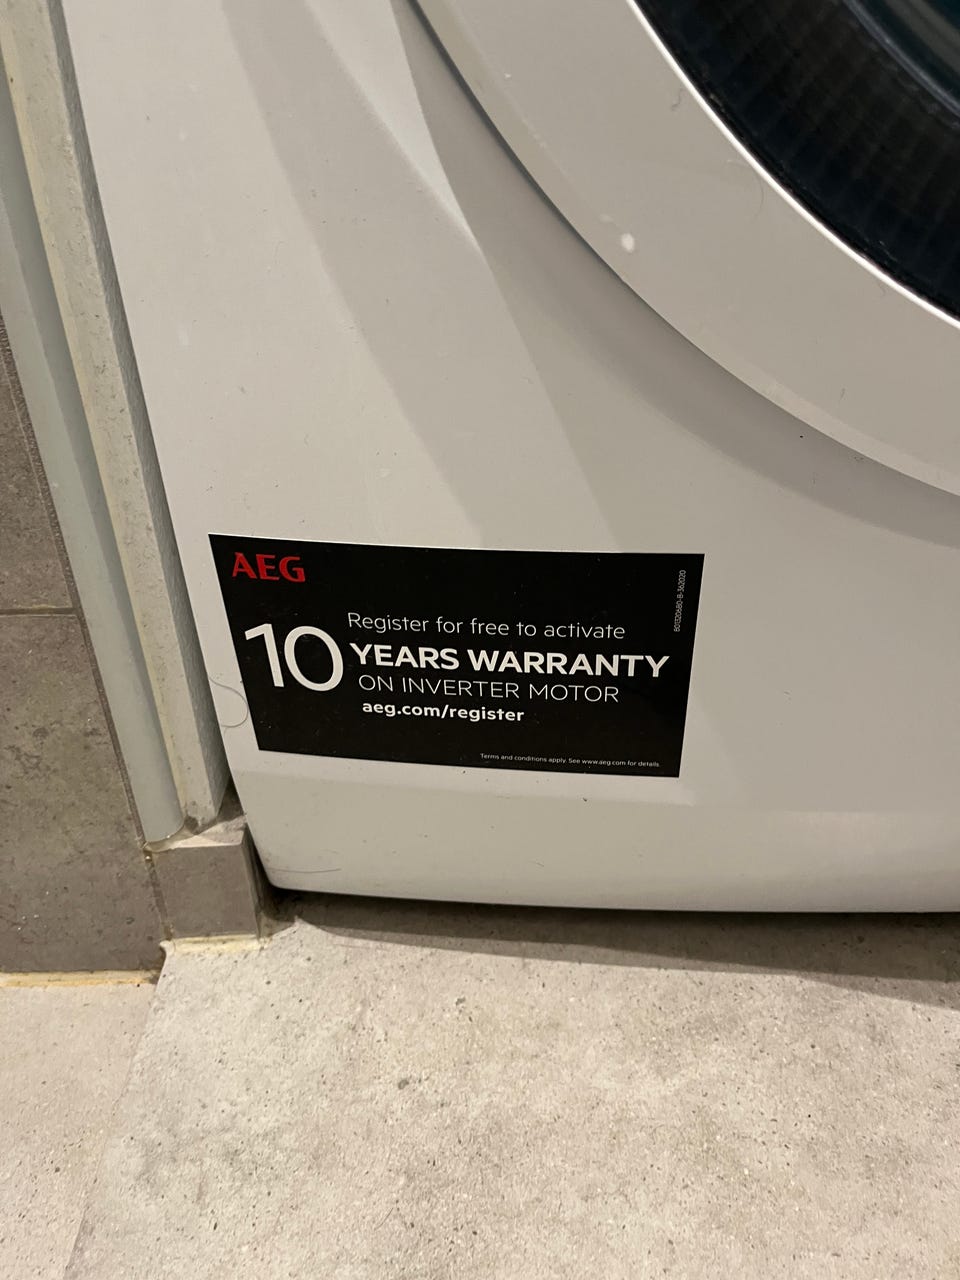 AEG
Register for free to activate
10 YEARS WARRANTY
ON INVERTER MOTOR
aeg.com/register
Terms and conditions apply. See www.aeg.com for details.